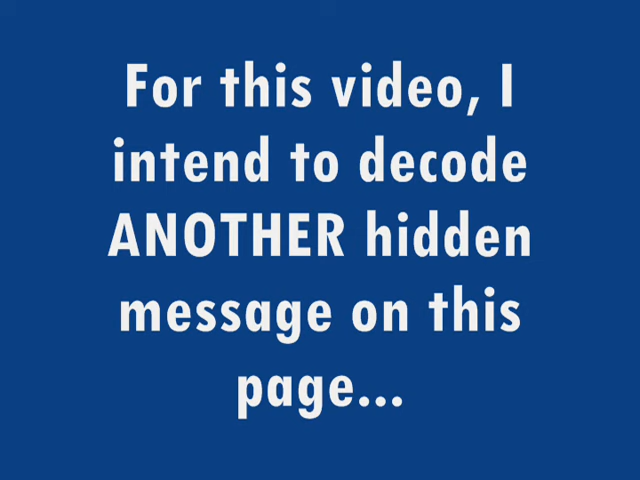 For this video, I
intend to decode
ANOTHER hidden
message on this
page...